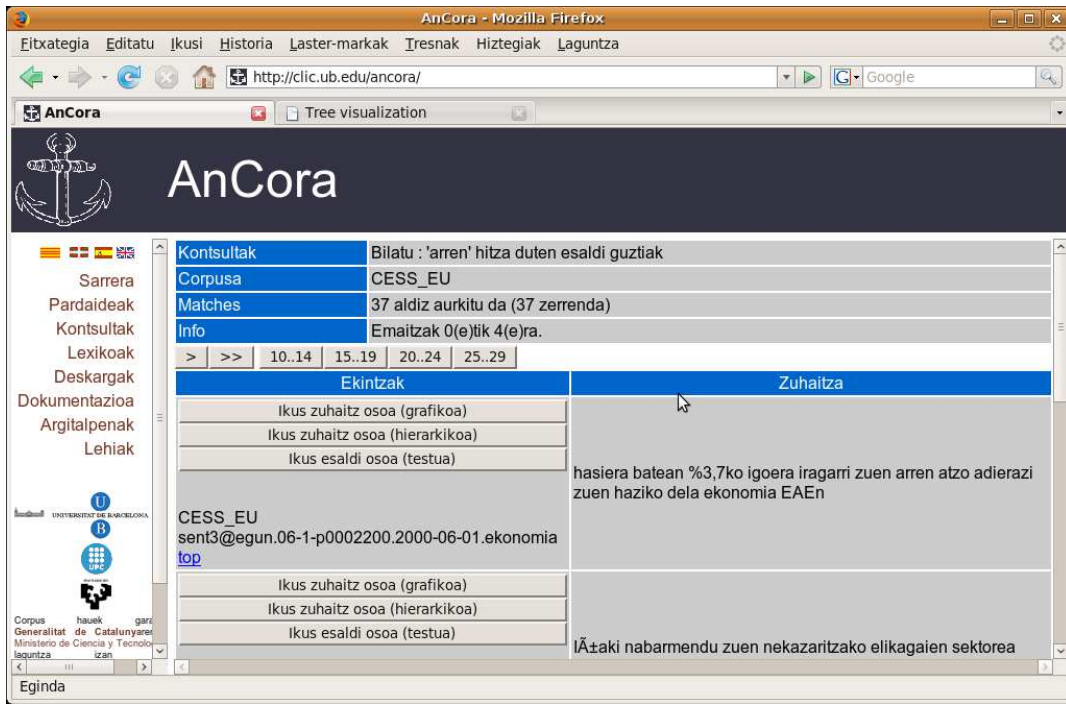 AnCora - Mozilla Firefox
Eitxategia Editatu Ikusi Historia Laster-markak Tresnak Hiztegiak Laguntza
http://clic.ub.edu/ancora/ G Google
AnCora Tree visualization
AnCora
Kontsultak Bilatu : 'arren' hitza duten esaldi guztiak
Corpusa CESS_EU
Matches 37 aldiz aurkitu da (37 zerrenda)
Info Emaitzak 0(e)tik 4(e)ra.
> >> 10..14 15..19 20..24 25..29
Ekintzak Zuhaitza
Sarrera
Pardaideak
Kontsultak
Lexikoak
Deskargak
Dokumentazioa
Argitalpenak
Lehiak
U
UNIVERSITAT DE BARCELONA
B
UPC
Corpus hauek gara
Generalitat de Catalunyaren
Ministerio de Ciencia y Tecnolo
laguntza izan
Ikus zuhaitz osoa (grafikoa)
Ikus zuhaitz osoa (hierarkikoa)
Ikus esaldi osoa (testua)
CESS_EU
sent3@egun.06-1-p0002200.2000-06-01.ekonomia
top
hasiera batean %3,7ko igoera iragarri zuen arren atzo adierazi
zuen haziko dela ekonomia EAEn
Ikus zuhaitz osoa (grafikoa)
Ikus zuhaitz osoa (hierarkikoa)
Ikus esaldi osoa (testua)
IÃ±aki nabarmendu zuen nekazaritzako elikagaien sektorea
Eginda